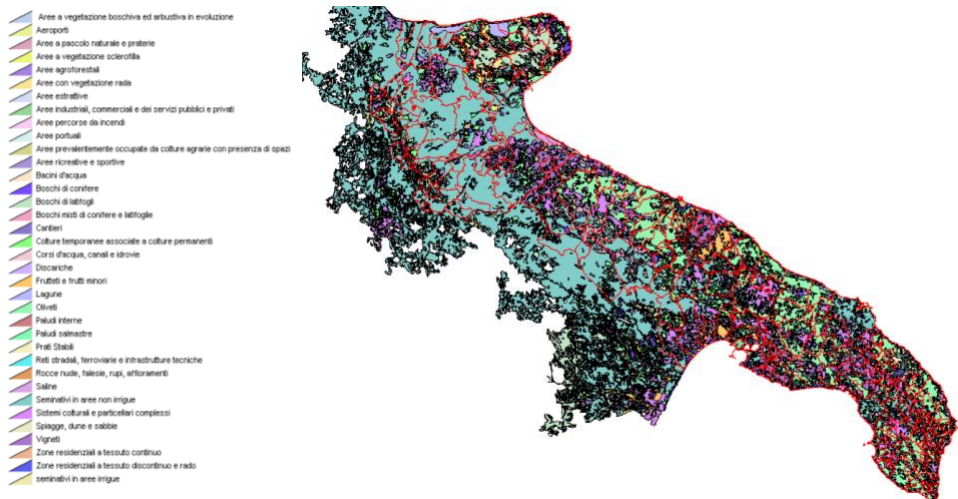 Aree a vegetazione boschiva ed arbustiva in evoluzione
Aeroporti
Aree a pascolo naturale e praterie
Aree a vegetazione sclerofilla
Aree agroforestali
Aree con vegetazione rada
Aree estrattive
Aree industriali, commerciali e dei servizi pubblici e privati
Aree percorse da incendi
Aree portuali
Aree prevalentemente occupate da colture agrarie con presenza di spazi
Aree ricreative e sportive
Bacini d'acqua
Boschi di conifere
Boschi di latifogli
Boschi misti di conifere e latifoglie
Cantieri
Colture temporanee associate a colture permanenti
Corsi d'acqua, canali e idrovie
Discariche
Frutteti e frutti minori
Lagune
Oliveti
Paludi interne
Paludi salmastre
Prati Stabili
Reti stradali, ferroviarie e infrastrutture tecniche
Rocce nude, falesie, rupi, affioramenti
Saline
Seminativi in aree non irrigue
Sistemi colturali e particellari complessi
Spiagge, dune e sabbie
Vigneti
Zone residenziali a tessuto continuo
Zone residenziali a tessuto discontinuo e rado
seminativi in aree irrigue